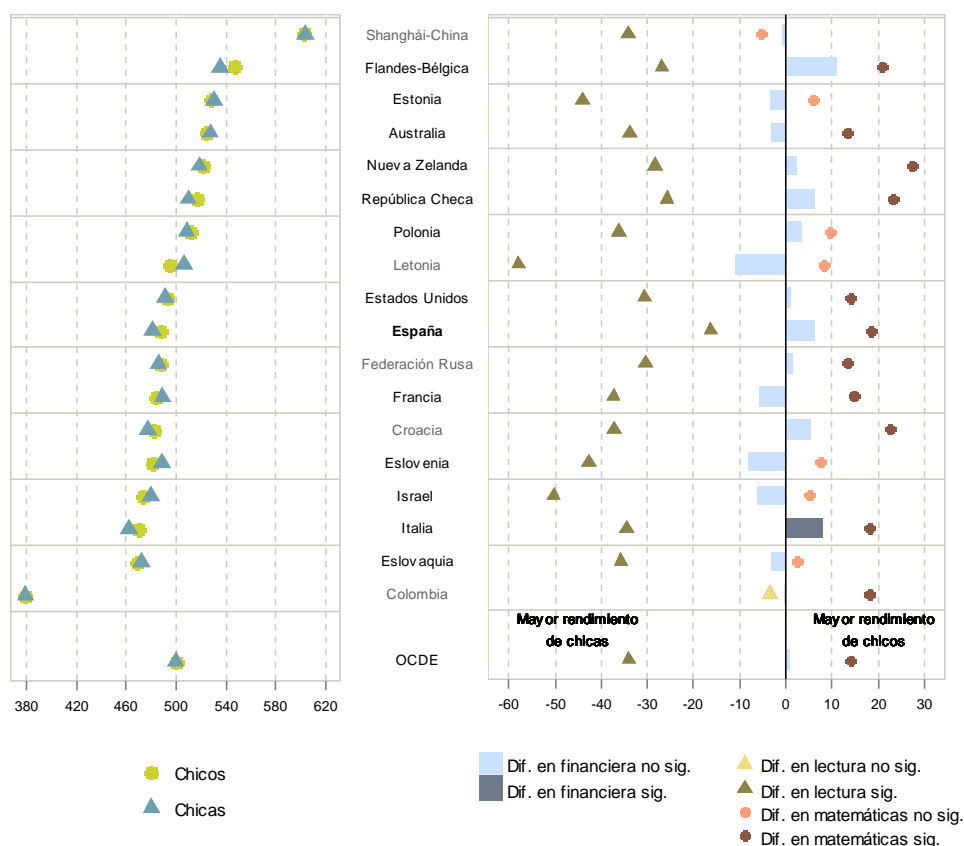 Shanghái-China
Flandes-Bélgica
Estonia
Australia
Nueva Zelanda
República Checa
Polonia
Letonia
Estados Unidos
España
Federación Rusa
Francia
Croacia
Eslovenia
Israel
Italia
Eslovaquia
Colombia
Mayor rendimiento
de chicas
Mayor rendimiento
de chicos
OCDE
380 420 460 500 540 580 620
-60 -50 -40 -30 -20 -10 0 10 20 30
Chicos
Chicas
Dif. en financiera no sig.
Dif. en financiera sig.
Dif. en lectura no sig.
Dif. en lectura sig.
Dif. en matemáticas no sig.
Dif. en matemáticas sig.